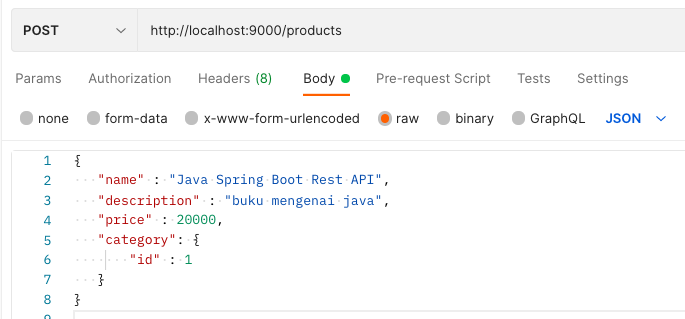 POST http://localhost:9000/products
Params Authorization Headers (8) Body Pre-request Script Tests Settings
none form-data x-www-form-urlencoded raw binary GraphQL JSON
1 {
2 "name" : "Java Spring Boot Rest API",
3 "description" : "buku mengenai java",
4 "price" : 20000,
5 "category": {
6 "id" : 1
7 }
8 }
9